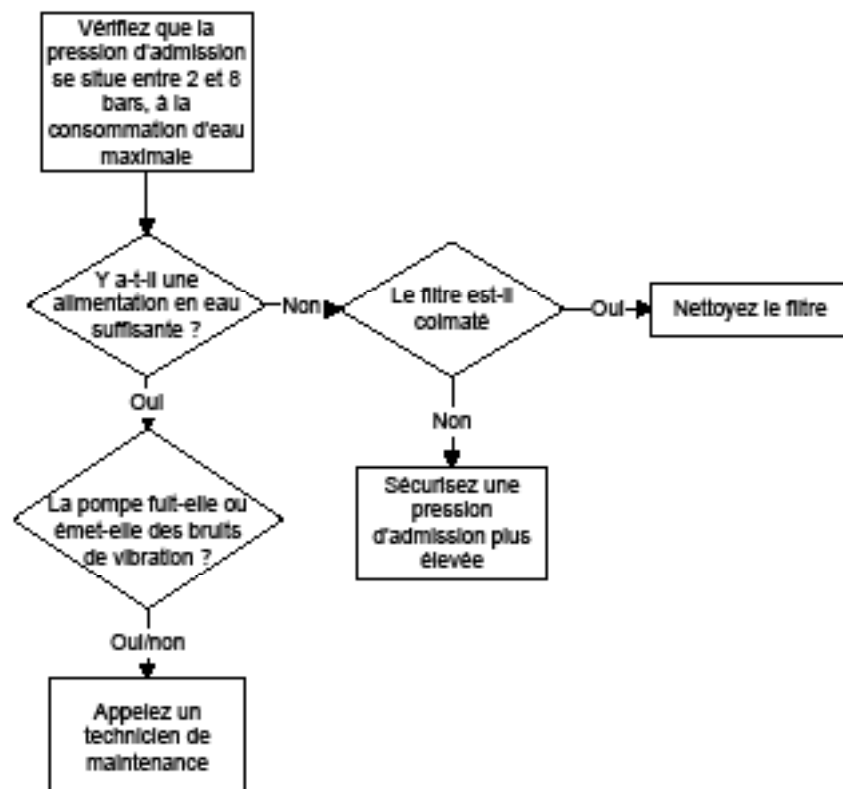 Vérifiez que la
pression d'admission
se situe entre 2 et 8
bars, à la
consommation d'eau
maximale
Y a-t-il une
alimentation en eau
suffisante ?
Non
Le filtre est-il
colmaté
Oui
Nettoyez le filtre
Oui
Non
La pompe fuit-elle ou
émet-elle des bruits
de vibration ?
Sécurisez une
pression
d'admission plus
élevée
Oui/non
Appelez un
technicien de
maintenance